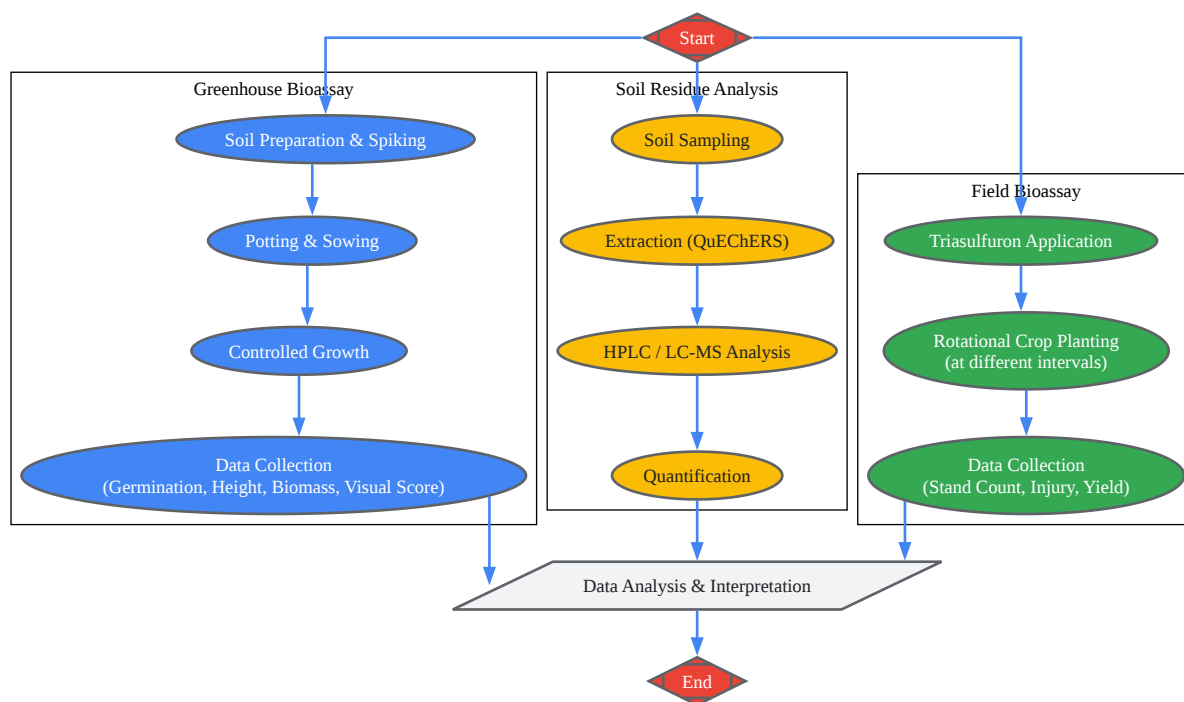 Start
Greenhouse Bioassay
Soil Preparation & Spiking
Potting & Sowing
Controlled Growth
Data Collection
(Germination, Height, Biomass, Visual Score)
Soil Residue Analysis
Soil Sampling
Extraction (QuEChERS)
HPLC / LC-MS Analysis
Quantification
Field Bioassay
Triasulfuron Application
Rotational Crop Planting
(at different intervals)
Data Collection
(Stand Count, Injury, Yield)
Data Analysis & Interpretation
End